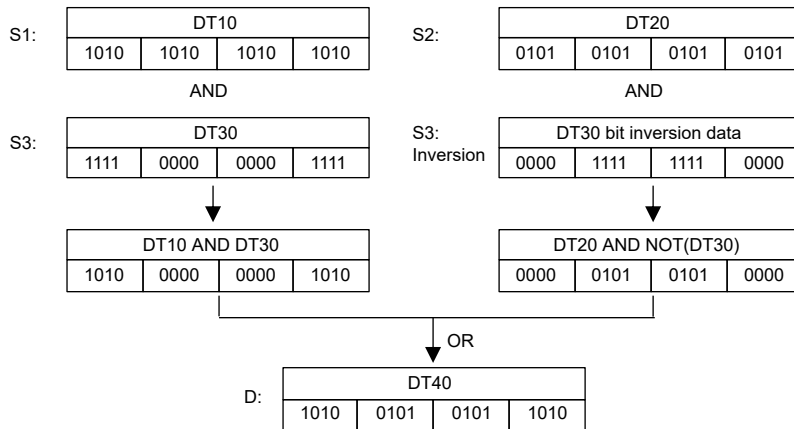 S1:
DT10
1010 1010 1010 1010
S2:
DT20
0101 0101 0101 0101
AND
AND
S3:
DT30
1111 0000 0000 1111
S3:
Inversion
DT30 bit inversion data
0000 1111 1111 0000
DT10 AND DT30
1010 0000 0000 1010
DT20 AND NOT(DT30)
0000 0101 0101 0000
OR
D:
DT40
1010 0101 0101 1010